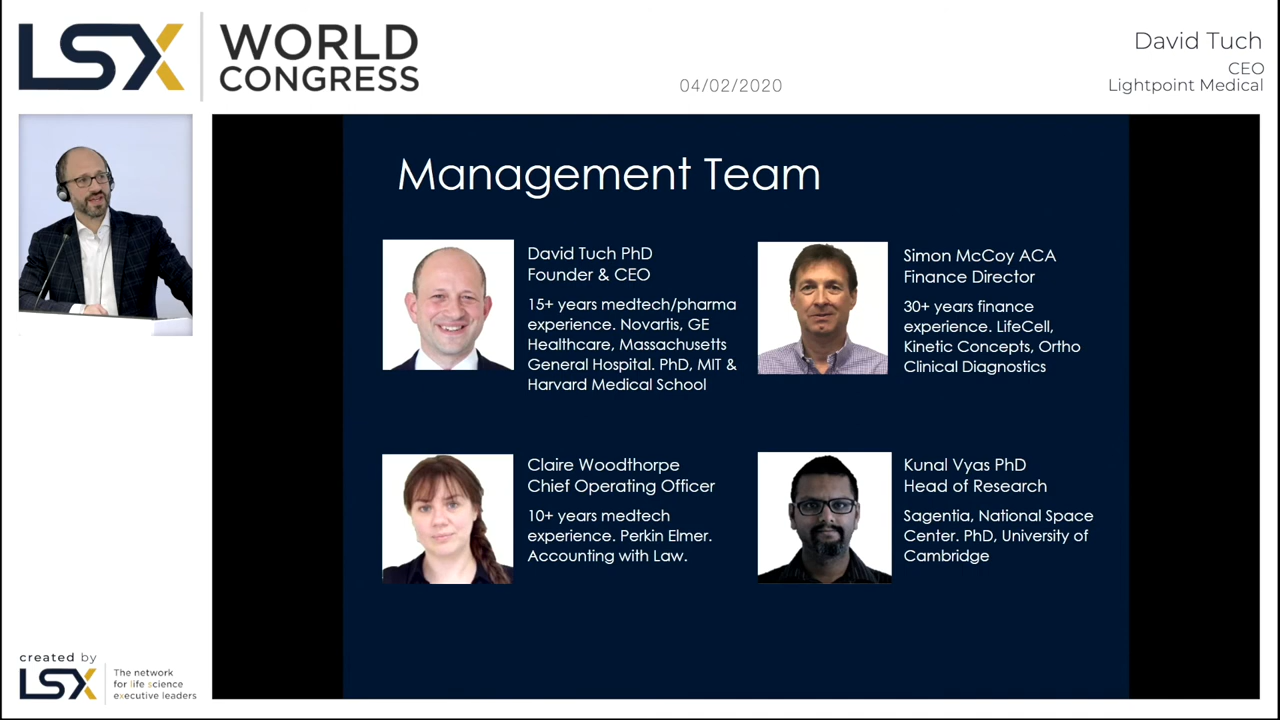 LSX WORLD
CONGRESS
04/02/2020
David Tuch
CEO
Lightpoint Medical
Management Team
David Tuch PhD
Founder & CEO
15+ years medtech/pharma
experience. Novartis, GE
Healthcare, Massachusetts
General Hospital. PhD, MIT &
Harvard Medical School
Simon McCoy ACA
Finance Director
30+ years finance
experience. LifeCell,
Kinetic Concepts, Ortho
Clinical Diagnostics
Claire Woodthorpe
Chief Operating Officer
10+ years medtech
experience. Perkin Elmer.
Accounting with Law.
Kunal Vyas PhD
Head of Research
Sagentia, National Space
Center. PhD, University of
Cambridge
created by
LSX
The network
for life science
executive leaders